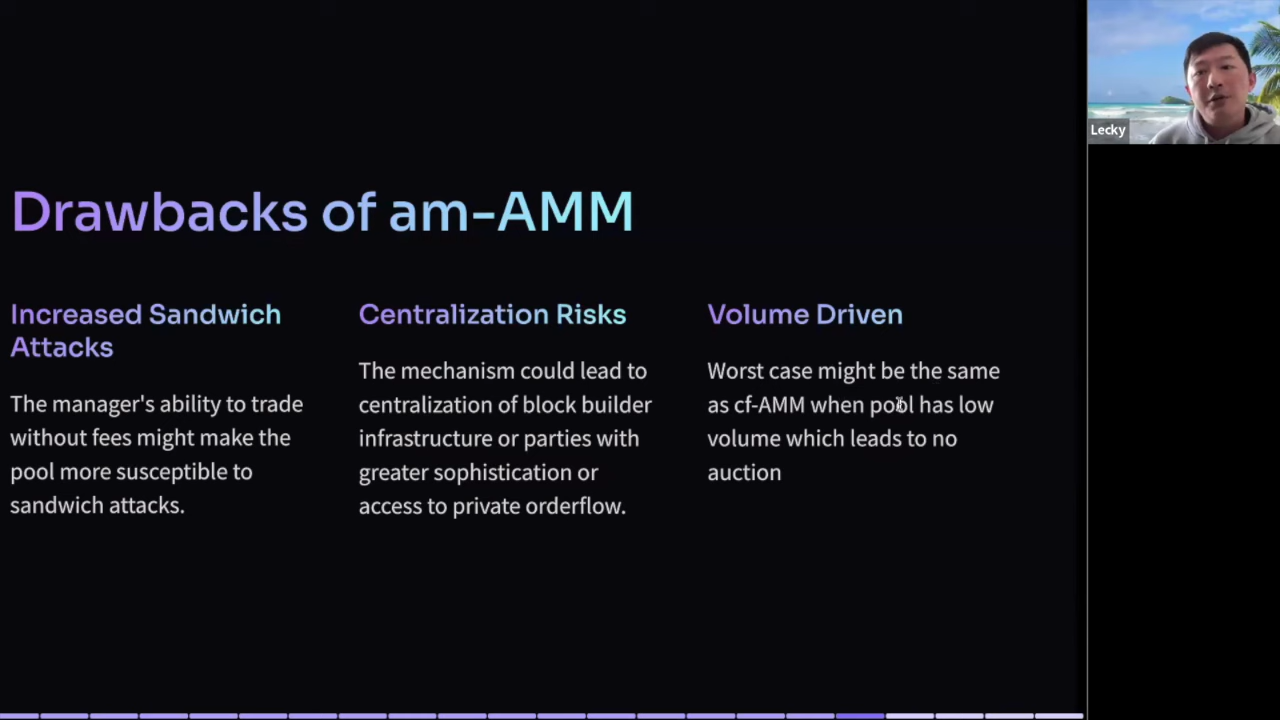 Lecky
Drawbacks of am-AMM
Increased Sandwich
Attacks
The manager's ability to trade
without fees might make the
pool more susceptible to
sandwich attacks.
Centralization Risks
The mechanism could lead to
centralization of block builder
infrastructure or parties with
greater sophistication or
access to private orderflow.
Volume Driven
Worst case might be the same
as cf-AMM when pool has low
volume which leads to no
auction